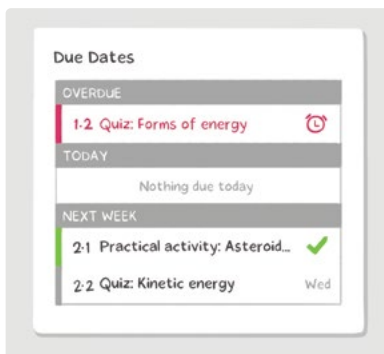 Due Dates
OVERDUE
1.2 Quiz: Forms of energy
TODAY
Nothing due today
NEXT WEEK
2.1 Practical activity: Asteroid...
2.2 Quiz: Kinetic energy Wed